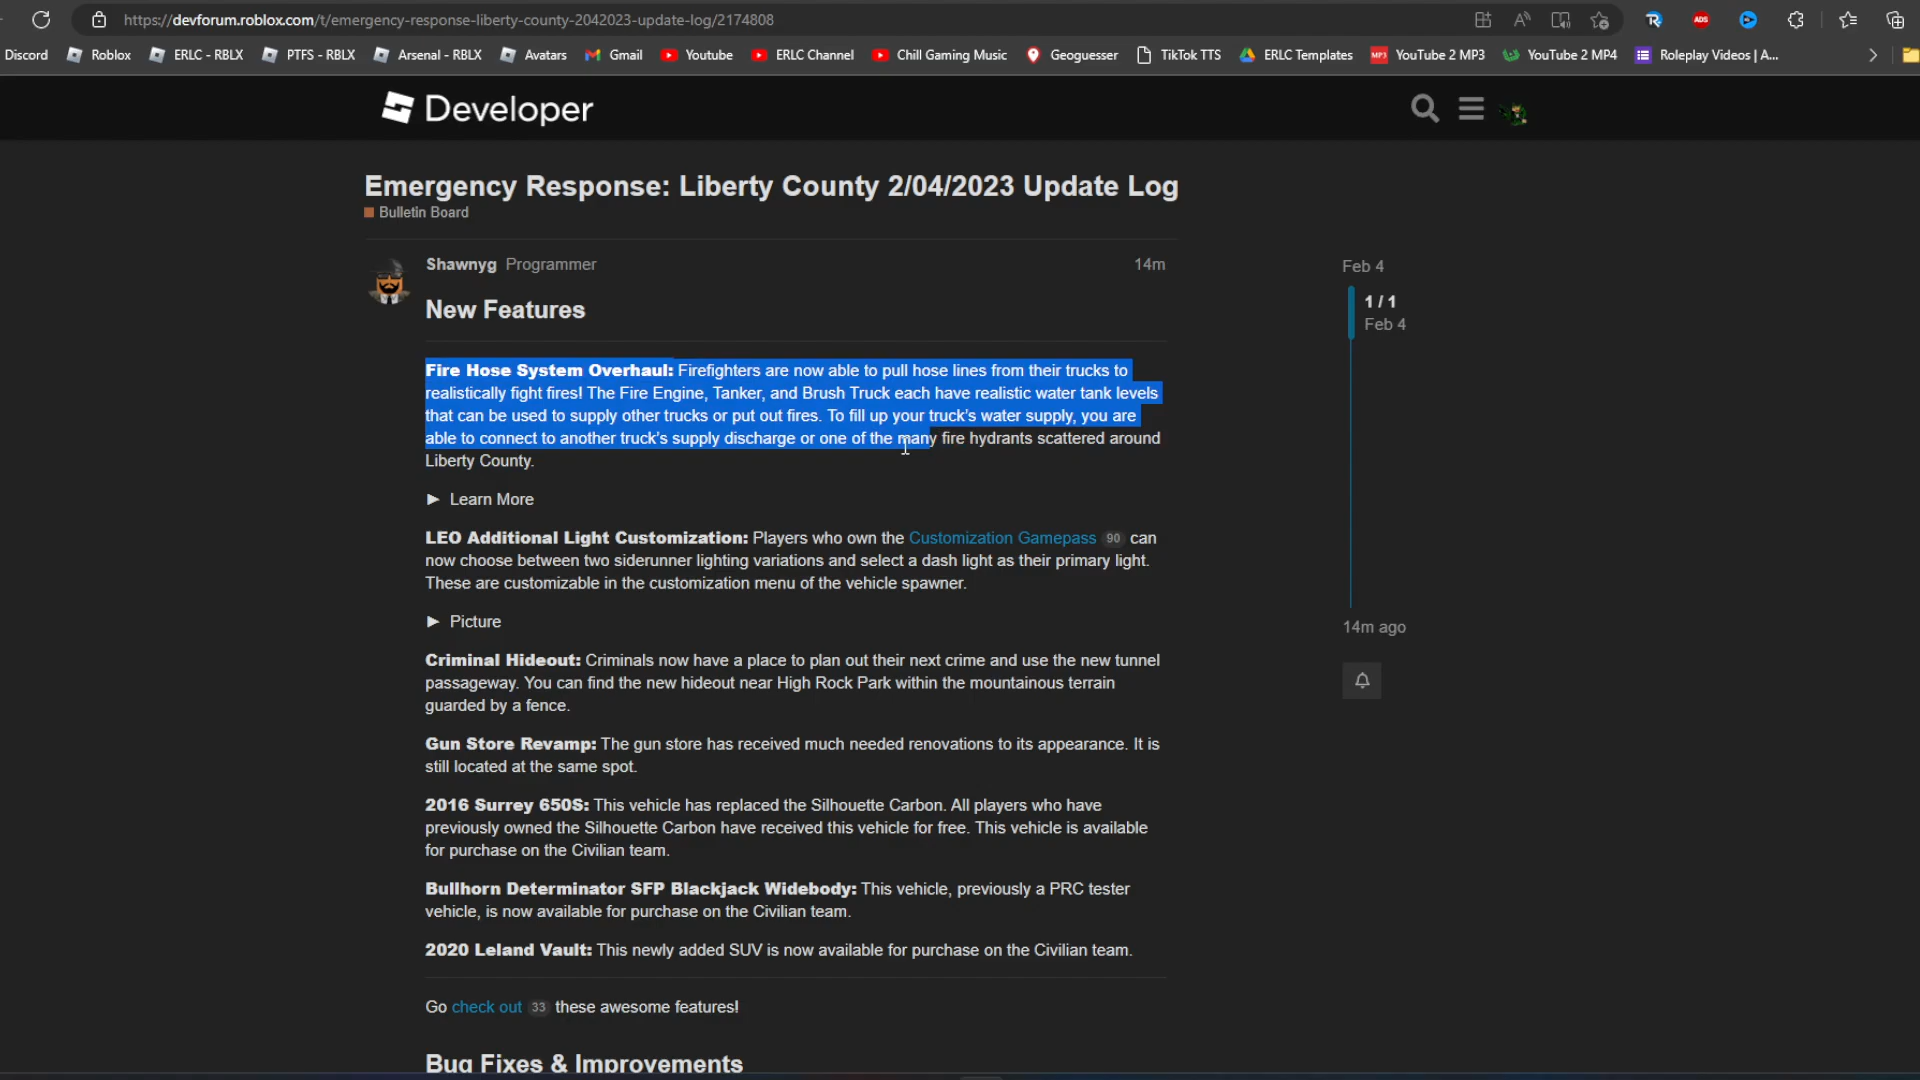 https://devforum.roblox.com/t/emergency-response-liberty-county-2042023-update-log/2174808
Discord Roblox ERLC - RBLX PTFS - RBLX Arsenal - RBLX Avatars Gmail Youtube ERLC Channel Chill Gaming Music Geoguesser TikTok TTS ERLC Templates MP3 YouTube 2 MP3 YouTube 2 MP4 Roleplay Videos | A...
Developer
Emergency Response: Liberty County 2/04/2023 Update Log
Bulletin Board
Shawnyg Programmer 14m
Feb 4
New Features
1 / 1
Feb 4
Fire Hose System Overhaul: Firefighters are now able to pull hose lines from their trucks to
realistically fight fires! The Fire Engine, Tanker, and Brush Truck each have realistic water tank levels
that can be used to supply other trucks or put out fires. To fill up your truck's water supply, you are
able to connect to another truck's supply discharge or one of the many fire hydrants scattered around
Liberty County.
► Learn More
LEO Additional Light Customization: Players who own the Customization Gamepass 90 can
now choose between two siderunner lighting variations and select a dash light as their primary light.
These are customizable in the customization menu of the vehicle spawner.
► Picture
14m ago
Criminal Hideout: Criminals now have a place to plan out their next crime and use the new tunnel
passageway. You can find the new hideout near High Rock Park within the mountainous terrain
guarded by a fence.
Gun Store Revamp: The gun store has received much needed renovations to its appearance. It is
still located at the same spot.
2016 Surrey 650S: This vehicle has replaced the Silhouette Carbon. All players who have
previously owned the Silhouette Carbon have received this vehicle for free. This vehicle is available
for purchase on the Civilian team.
Bullhorn Determinator SFP Blackjack Widebody: This vehicle, previously a PRC tester
vehicle, is now available for purchase on the Civilian team.
2020 Leland Vault: This newly added SUV is now available for purchase on the Civilian team.
Go check out 33 these awesome features!
Bug Fixes & Improvements